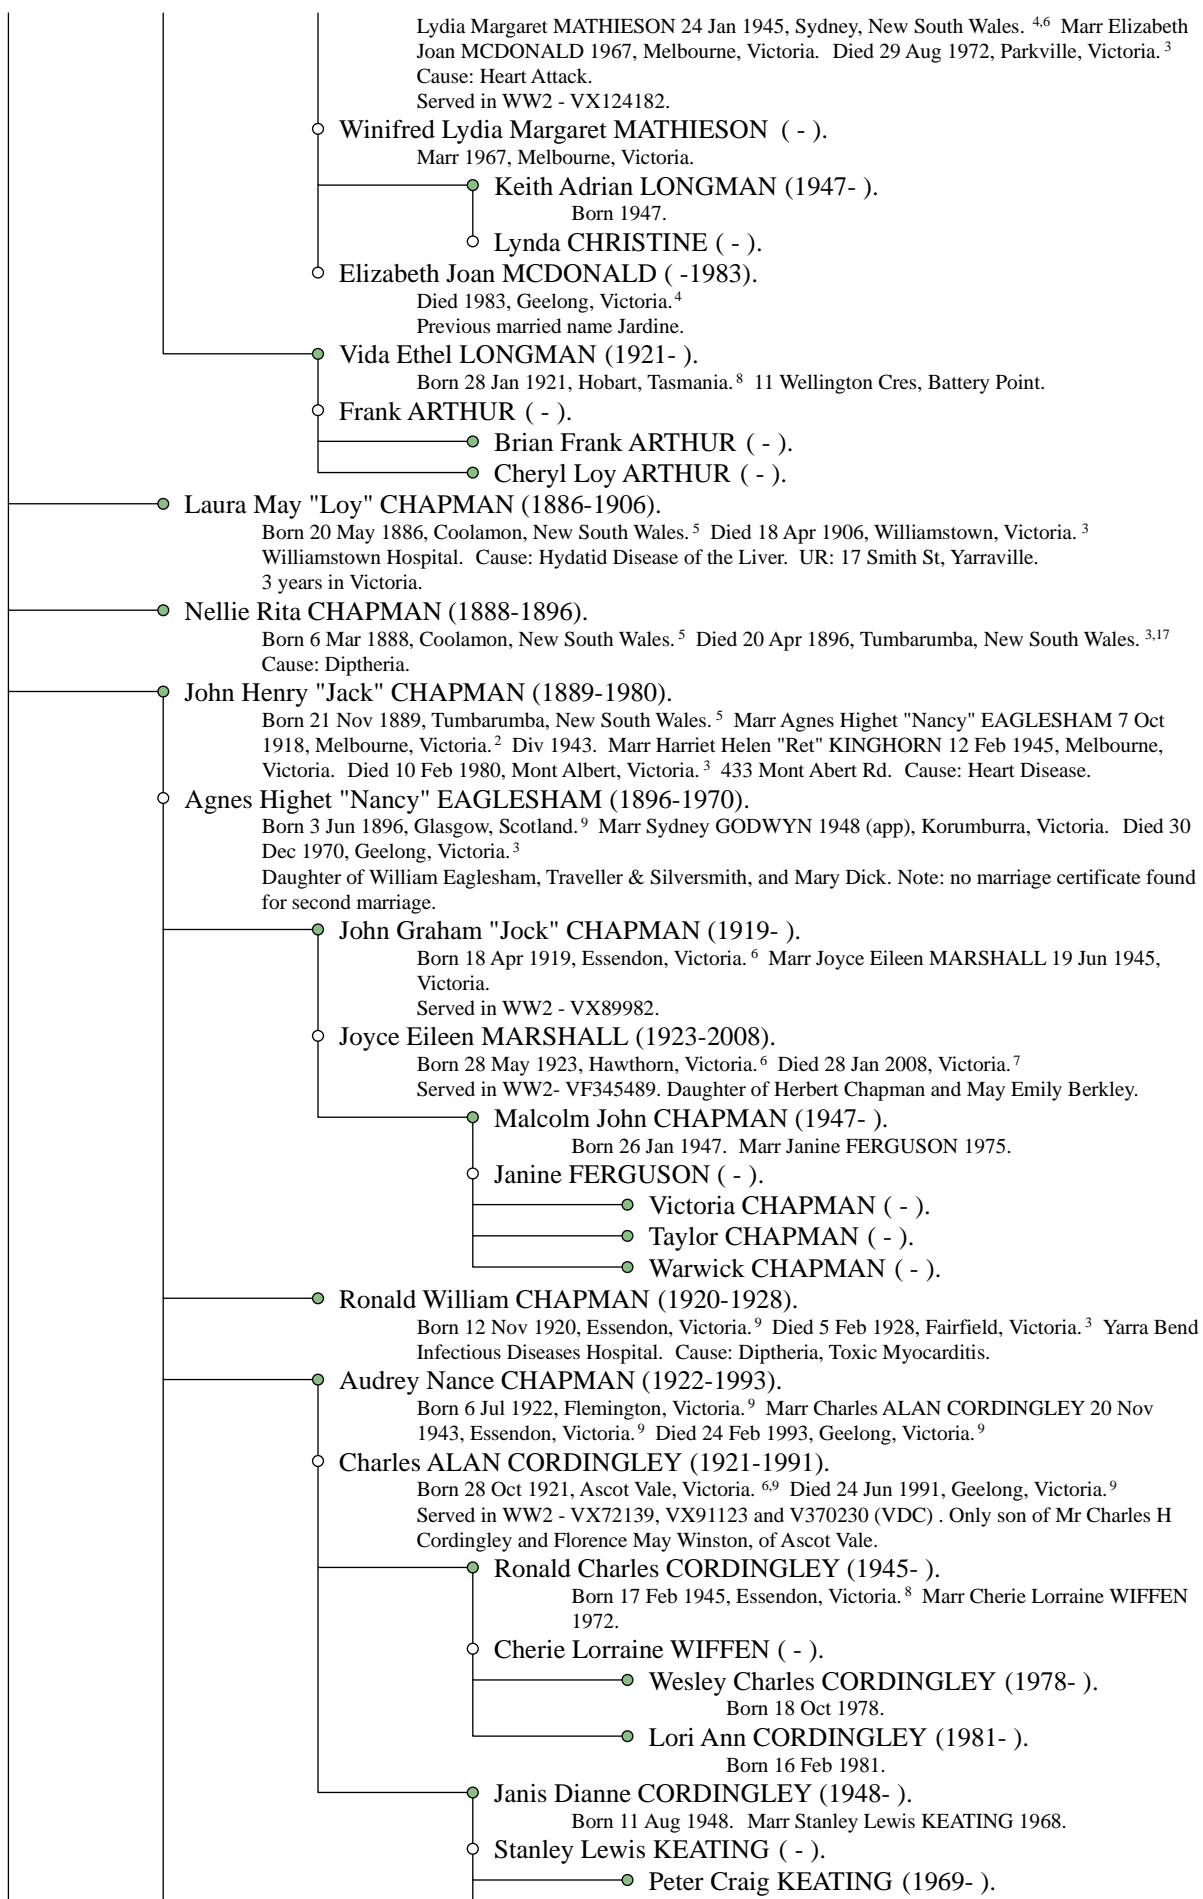 Lydia Margaret MATHIESON 24 Jan 1945, Sydney, New South Wales. 4,6 Marr Elizabeth
Joan MCDONALD 1967, Melbourne, Victoria. Died 29 Aug 1972, Parkville, Victoria. 3
Cause: Heart Attack.
Served in WW2 - VX124182.
Winifred Lydia Margaret MATHIESON ( - ).
Marr 1967, Melbourne, Victoria.
Keith Adrian LONGMAN (1947- ).
Born 1947.
Lynda CHRISTINE ( - ).
Elizabeth Joan MCDONALD ( -1983).
Died 1983, Geelong, Victoria. 4
Previous married name Jardine.
Vida Ethel LONGMAN (1921- ).
Born 28 Jan 1921, Hobart, Tasmania. 8 11 Wellington Cres, Battery Point.
Frank ARTHUR ( - ).
Brian Frank ARTHUR ( - ).
Cheryl Loy ARTHUR ( - ).
Laura May "Loy" CHAPMAN (1886-1906).
Born 20 May 1886, Coolamon, New South Wales. 5 Died 18 Apr 1906, Williamstown, Victoria. 3
Williamstown Hospital. Cause: Hydatid Disease of the Liver. UR: 17 Smith St, Yarraville.
3 years in Victoria.
Nellie Rita CHAPMAN (1888-1896).
Born 6 Mar 1888, Coolamon, New South Wales. 5 Died 20 Apr 1896, Tumbarumba, New South Wales. 3,17
Cause: Diptheria.
John Henry "Jack" CHAPMAN (1889-1980).
Born 21 Nov 1889, Tumbarumba, New South Wales. 5 Marr Agnes Highet "Nancy" EAGLESHAM 7 Oct
1918, Melbourne, Victoria. 2 Div 1943. Marr Harriet Helen "Ret" KINGHORN 12 Feb 1945, Melbourne,
Victoria. Died 10 Feb 1980, Mont Albert, Victoria. 3 433 Mont Abert Rd. Cause: Heart Disease.
Agnes Highet "Nancy" EAGLESHAM (1896-1970).
Born 3 Jun 1896, Glasgow, Scotland. 9 Marr Sydney GODWYN 1948 (app), Korumburra, Victoria. Died 30
Dec 1970, Geelong, Victoria. 3
Daughter of William Eaglesham, Traveller & Silversmith, and Mary Dick. Note: no marriage certificate found
for second marriage.
John Graham "Jock" CHAPMAN (1919- ).
Born 18 Apr 1919, Essendon, Victoria. 6 Marr Joyce Eileen MARSHALL 19 Jun 1945,
Victoria.
Served in WW2 - VX89982.
Joyce Eileen MARSHALL (1923-2008).
Born 28 May 1923, Hawthorn, Victoria. 6 Died 28 Jan 2008, Victoria. 7
Served in WW2- VF345489. Daughter of Herbert Chapman and May Emily Berkley.
Malcolm John CHAPMAN (1947- ).
Born 26 Jan 1947. Marr Janine FERGUSON 1975.
Janine FERGUSON ( - ).
Victoria CHAPMAN ( - ).
Taylor CHAPMAN ( - ).
Warwick CHAPMAN ( - ).
Ronald William CHAPMAN (1920-1928).
Born 12 Nov 1920, Essendon, Victoria. 9 Died 5 Feb 1928, Fairfield, Victoria. 3 Yarra Bend
Infectious Diseases Hospital. Cause: Diptheria, Toxic Myocarditis.
Audrey Nance CHAPMAN (1922-1993).
Born 6 Jul 1922, Flemington, Victoria. 9 Marr Charles ALAN CORDINGLEY 20 Nov
1943, Essendon, Victoria. 9 Died 24 Feb 1993, Geelong, Victoria. 9
Charles ALAN CORDINGLEY (1921-1991).
Born 28 Oct 1921, Ascot Vale, Victoria. 6,9 Died 24 Jun 1991, Geelong, Victoria. 9
Served in WW2 - VX72139, VX91123 and V370230 (VDC) . Only son of Mr Charles H
Cordingley and Florence May Winston, of Ascot Vale.
Ronald Charles CORDINGLEY (1945- ).
Born 17 Feb 1945, Essendon, Victoria. 8 Marr Cherie Lorraine WIFFEN
1972.
Cherie Lorraine WIFFEN ( - ).
Wesley Charles CORDINGLEY (1978- ).
Born 18 Oct 1978.
Lori Ann CORDINGLEY (1981- ).
Born 16 Feb 1981.
Janis Dianne CORDINGLEY (1948- ).
Born 11 Aug 1948. Marr Stanley Lewis KEATING 1968.
Stanley Lewis KEATING ( - ).
Peter Craig KEATING (1969- ).